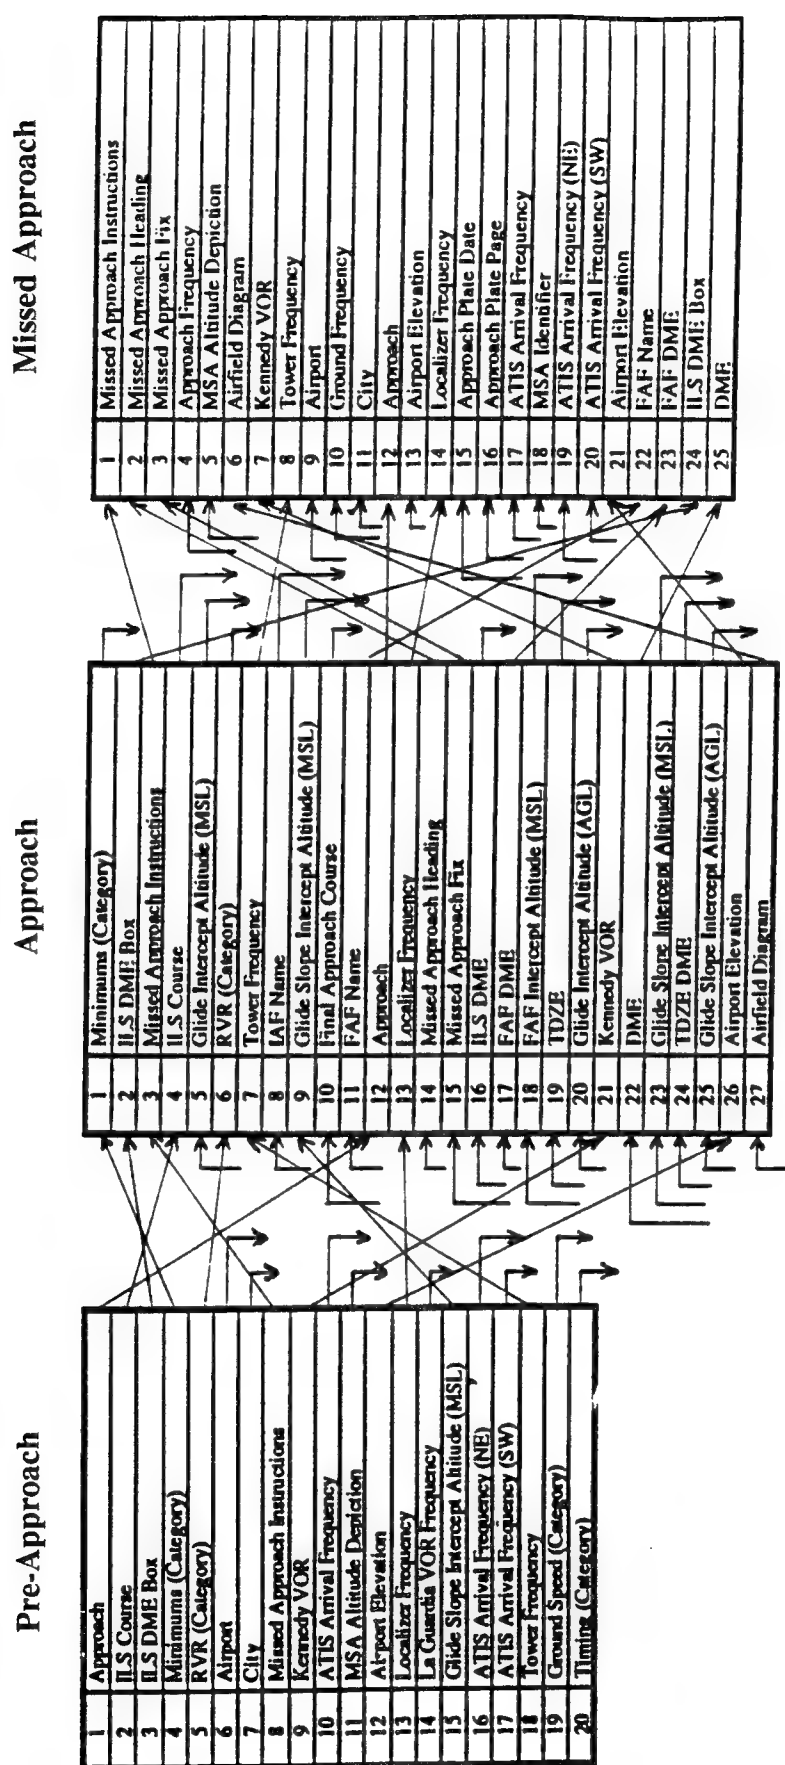 Pre-Approach
1 Approach
2 ILS Course
3 ILS DME Box
4 Minimums (Category)
5 RVR (Category)
6 Airport
7 City
8 Missed Approach Instructions
9 Kennedy VOR
10 ATIS Arrival Frequency
11 MSA Altitude Depiction
12 Airport Elevation
13 Localizer Frequency
14 La Guardia VOR Frequency
15 Glide Slope Intercept Altitude (MSL)
16 ATIS Arrival Frequency (NE)
17 ATIS Arrival Frequency (SW)
18 Tower Frequency
19 Ground Speed (Category)
20 Timing (Category)
Approach
1 Minimums (Category)
2 ILS DME Box
3 Missed Approach Instructions
4 ILS Course
5 Glide Intercept Altitude (MSL)
6 RVR (Category)
7 Tower Frequency
8 IAF Name
9 Glide Slope Intercept Altitude (MSL)
10 Final Approach Course
11 FAF Name
12 Approach
13 Localizer Frequency
14 Missed Approach Heading
15 Missed Approach Fix
16 ILS DME
17 FAF DME
18 FAF Intercept Altitude (MSL)
19 TDZE
20 Glide Intercept Altitude (AGL)
21 Kennedy VOR
22 DME
23 Glide Slope Intercept Altitude (MSL)
24 TDZE DME
25 Glide Slope Intercept Altitude (AGL)
26 Airport Elevation
27 Airfield Diagram
Missed Approach
1 Missed Approach Instructions
2 Missed Approach Heading
3 Missed Approach Fix
4 Approach Frequency
5 MSA Altitude Depiction
6 Airfield Diagram
7 Kennedy VOR
8 Tower Frequency
9 Airport
10 Ground Frequency
11 City
12 Approach
13 Airport Elevation
14 Localizer Frequency
15 Approach Plate Date
16 Approach Plate Page
17 ATIS Arrival Frequency
18 MSA Identifier
19 ATIS Arrival Frequency (NE)
20 ATIS Arrival Frequency (SW)
21 Airport Elevation
22 FAF Name
23 FAF DME
24 ILS DME Box
25 DME